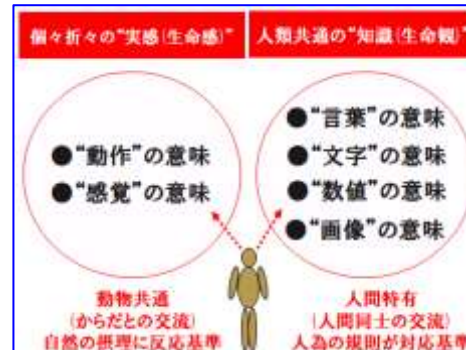 個々折々の“実感(生命感)”
人類共通の“知識(生命観)”
●“動作”の意味
●“感覚”の意味
●“言葉”の意味
●“文字”の意味
●“数値”の意味
●“画像”の意味
動物共通
(からだとの交流)
自然の摂理に反応基準
人間特有
(人間同士の交流)
人為の規則が対応基準